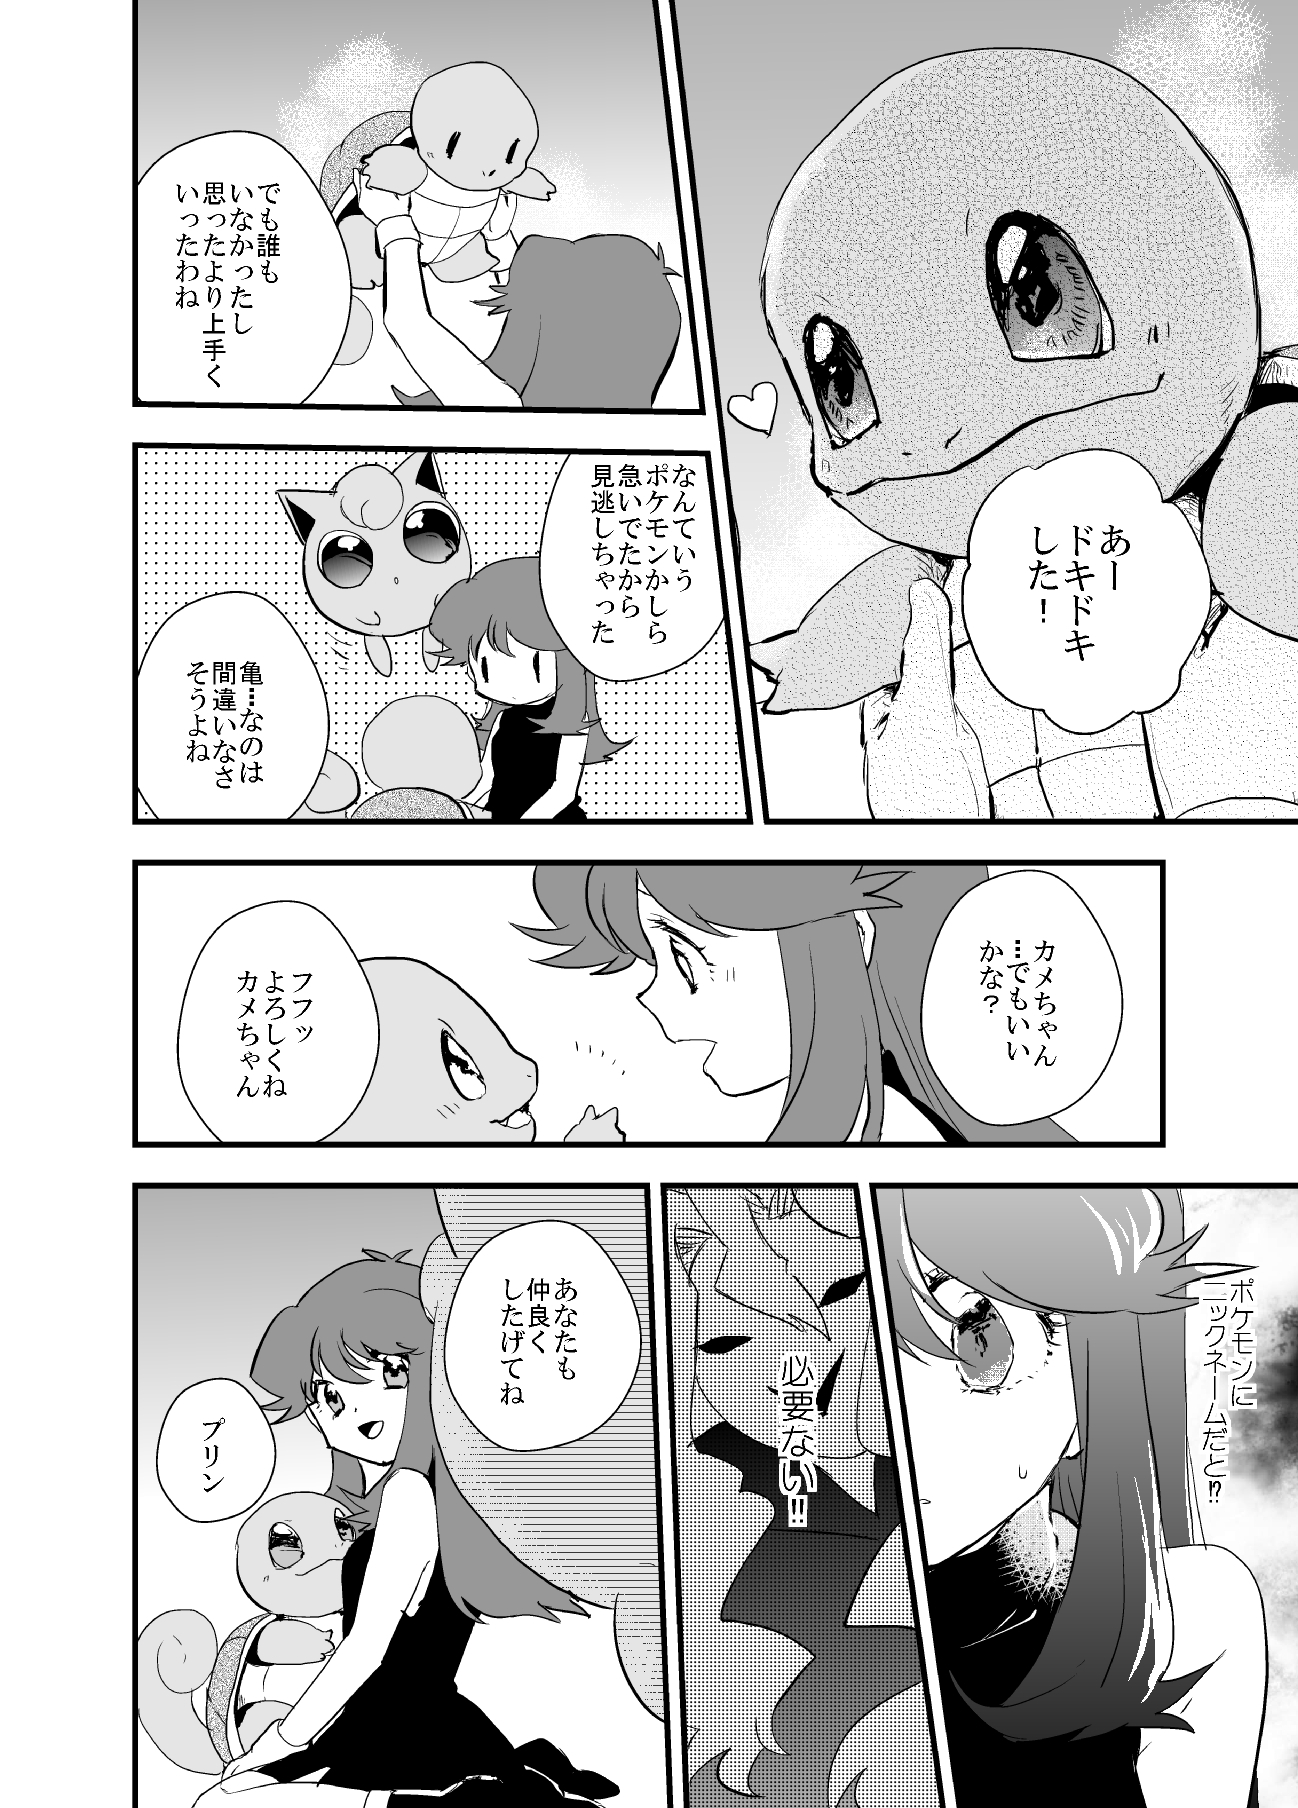 あー
ドキドキ
した！
でも誰も
いなかったし
思ったより上手く
いったわね
なんていう
ポケモンかしら
急いでたから
見逃しちゃった
亀…なのは
間違いなさ
そうよね
カメちゃん
…でもいい
かな？
フフッ
よろしくね
カメちゃん
ポケモンに
ニックネームだと⁉
必要ない‼
あなたも
仲良く
したげてね
プリン